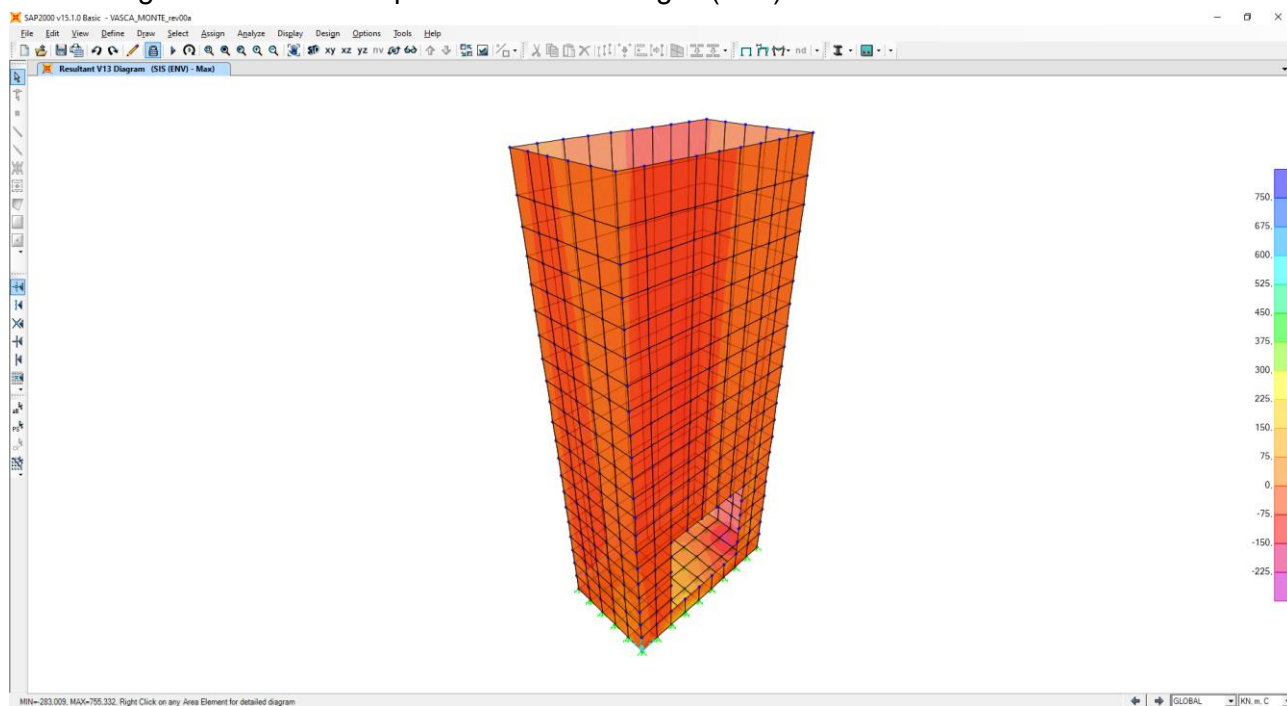 SAP2000 v15.1.0 Basic - VASCA_MONTE_rev00a
File Edit View Define Draw Select Assign Analyze Display Design Options Tools Help
xy xz yz nv nd
Resultant V13 Diagram (SIS (ENV) - Max)
750,
675,
600,
525,
450,
375,
300,
225,
150,
75,
0,
-75,
-150,
-225,
MIN=-283,009, MAX=755,332, Right Click on any Area Element for detailed diagram
GLOBAL KN, m, C